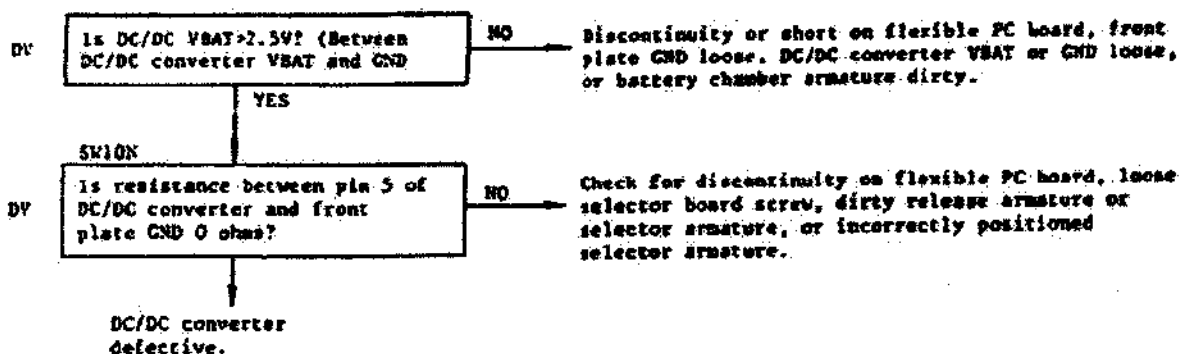 DV
Is DC/DC VBAT>2.5V? (Between
DC/DC converter VBAT and GND
NO
Discontinuity or short on flexible PC board, front
plate GND loose. DC/DC converter VBAT or GND loose,
or battery chamber armature dirty.
YES
SW1ON
DV
Is resistance between pin 5 of
DC/DC converter and front
plate GND 0 ohms?
NO
Check for discontinuity on flexible PC board, loose
selector board screw, dirty release armature or
selector armature, or incorrectly positioned
selector armature.
DC/DC converter
defective.